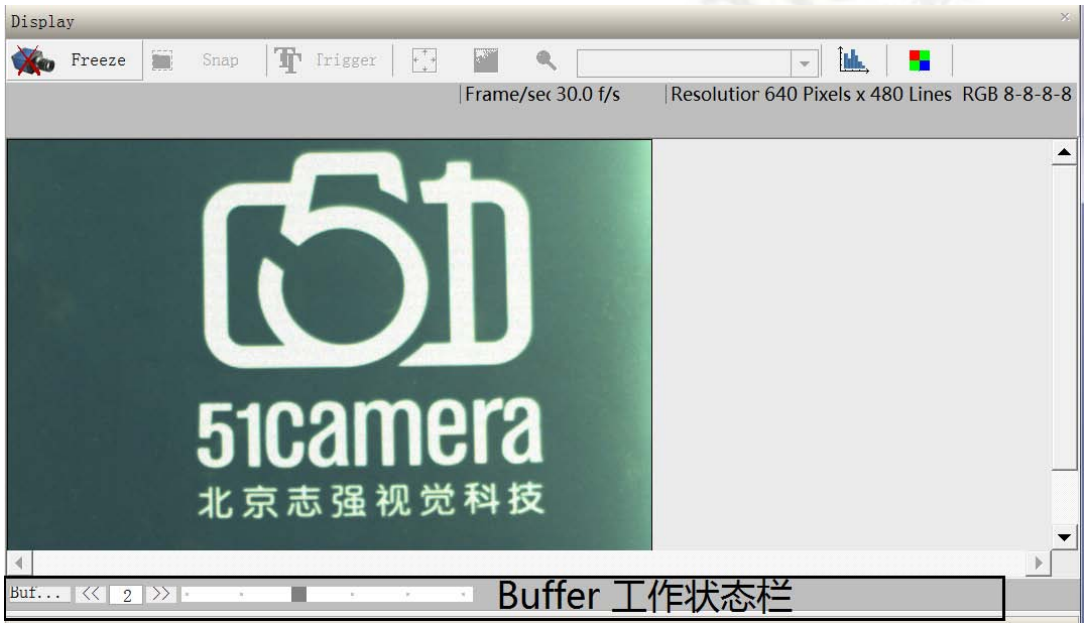 Display ×
Freeze Snap Trigger
Frame/sec 30.0 f/s Resolutior 640 Pixels x 480 Lines RGB 8-8-8-8
51camera
北京志强视觉科技
Buf... << 2 >> Buffer 工作状态栏